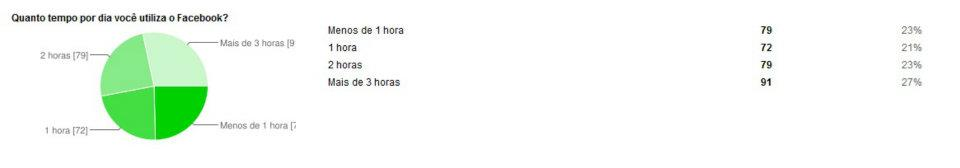 Quanto tempo por dia você utiliza o Facebook?
Mais de 3 horas [9
2 horas [79]
1 hora [72]
Menos de 1 hora [7
Menos de 1 hora 79 23%
1 hora 72 21%
2 horas 79 23%
Mais de 3 horas 91 27%